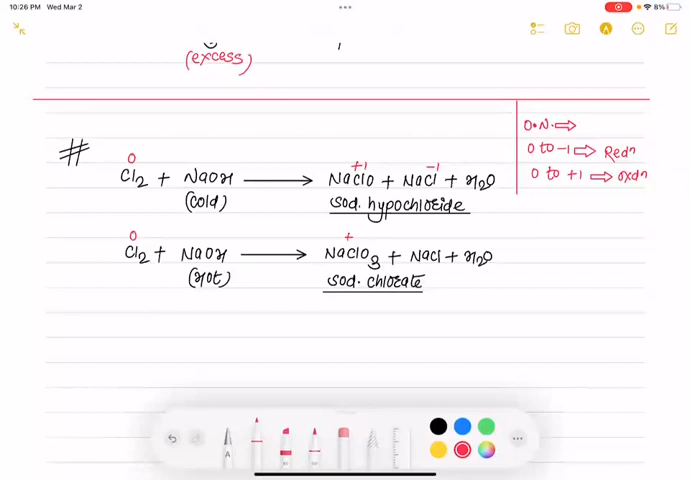 10:26 PM Wed Mar 2
8%
(excess)
O.N. ⇒
0 to -1 ⇒ Redn
0 to +1 ⇒ oxdn
#
0 +1 -1
Cl2 + NaOH → NaClO + NaCl + H2O
(cold) sod. hypochloride
0 +
Cl2 + NaOH → NaClO3 + NaCl + H2O
(Hot) sod. chlorate
A